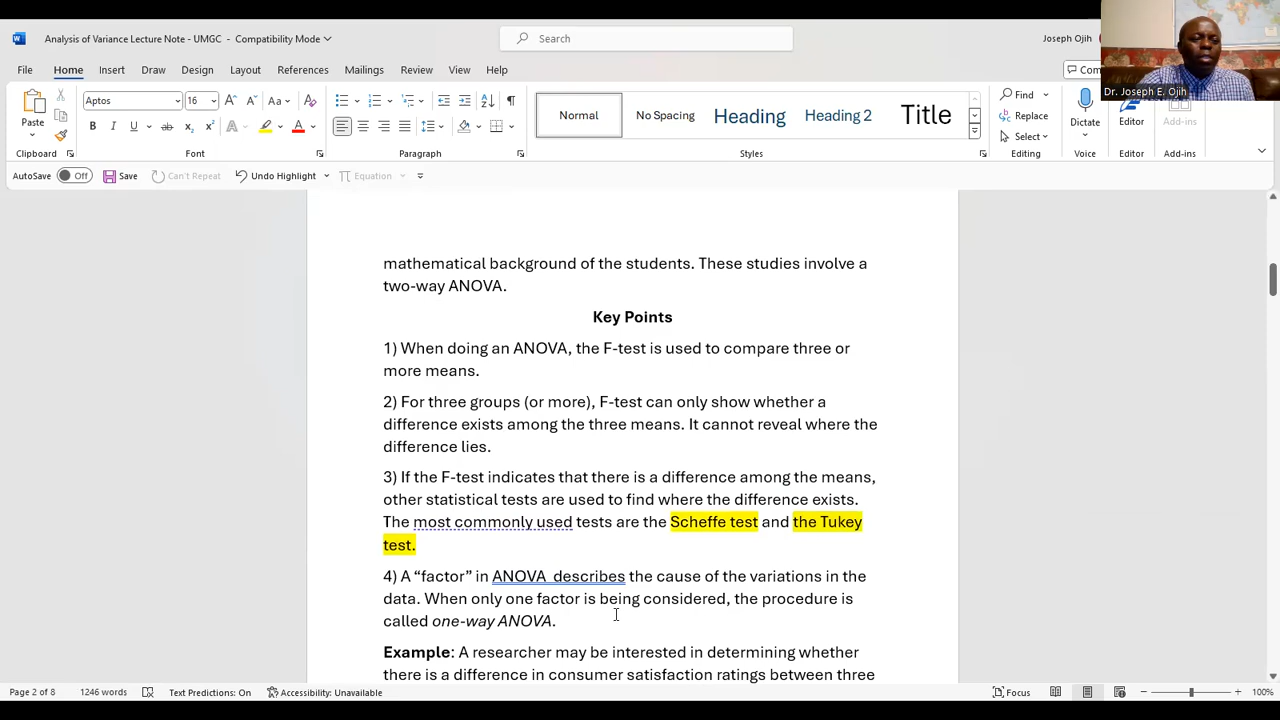 Analysis of Variance Lecture Note - UMGC - Compatibility Mode
Search
Joseph Ojih
File Home Insert Draw Design Layout References Mailings Review View Help
Dr. Joseph E. Ojih
Paste
Aptos 16
Normal No Spacing Heading Heading 2 Title
Find
Replace
Select
Dictate
Editor
Add-ins
Clipboard Font Paragraph Styles Editing Voice Editor Add-ins
AutoSave Off Save Can't Repeat Undo Highlight Equation
mathematical background of the students. These studies involve a
two-way ANOVA.
Key Points
1) When doing an ANOVA, the F-test is used to compare three or
more means.
2) For three groups (or more), F-test can only show whether a
difference exists among the three means. It cannot reveal where the
difference lies.
3) If the F-test indicates that there is a difference among the means,
other statistical tests are used to find where the difference exists.
The most commonly used tests are the Scheffe test and the Tukey
test.
4) A “factor” in ANOVA describes the cause of the variations in the
data. When only one factor is being considered, the procedure is
called one-way ANOVA.
Example: A researcher may be interested in determining whether
there is a difference in consumer satisfaction ratings between three
Page 2 of 8 1246 words Text Predictions: On Accessibility: Unavailable Focus 100%